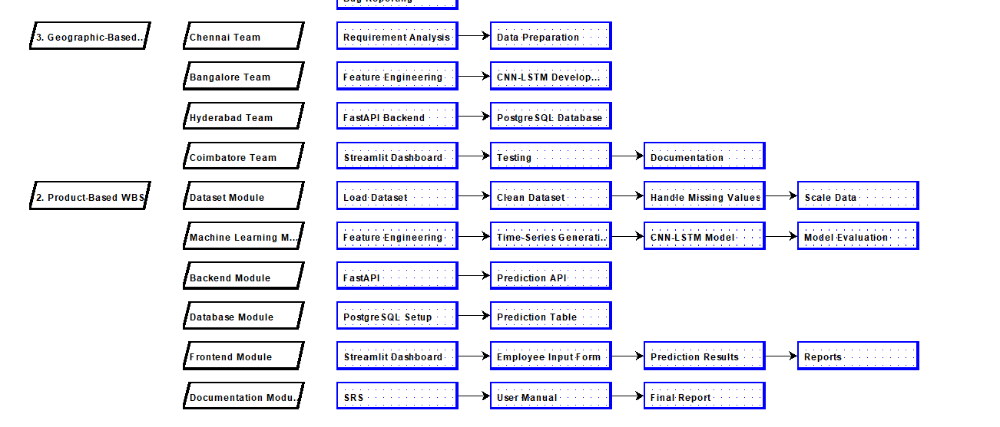 Bug Reporting
3. Geographic-Based... Chennai Team Requirement Analysis Data Preparation
Bangalore Team Feature Engineering CNN-LSTM Develop...
Hyderabad Team FastAPI Backend PostgreSQL Database
Coimbatore Team Streamlit Dashboard Testing Documentation
2. Product-Based WBS Dataset Module Load Dataset Clean Dataset Handle Missing Values Scale Data
Machine Learning M... Feature Engineering Time-Series Generati... CNN-LSTM Model Model Evaluation
Backend Module FastAPI Prediction API
Database Module PostgreSQL Setup Prediction Table
Frontend Module Streamlit Dashboard Employee Input Form Prediction Results Reports
Documentation Modu... SRS User Manual Final Report